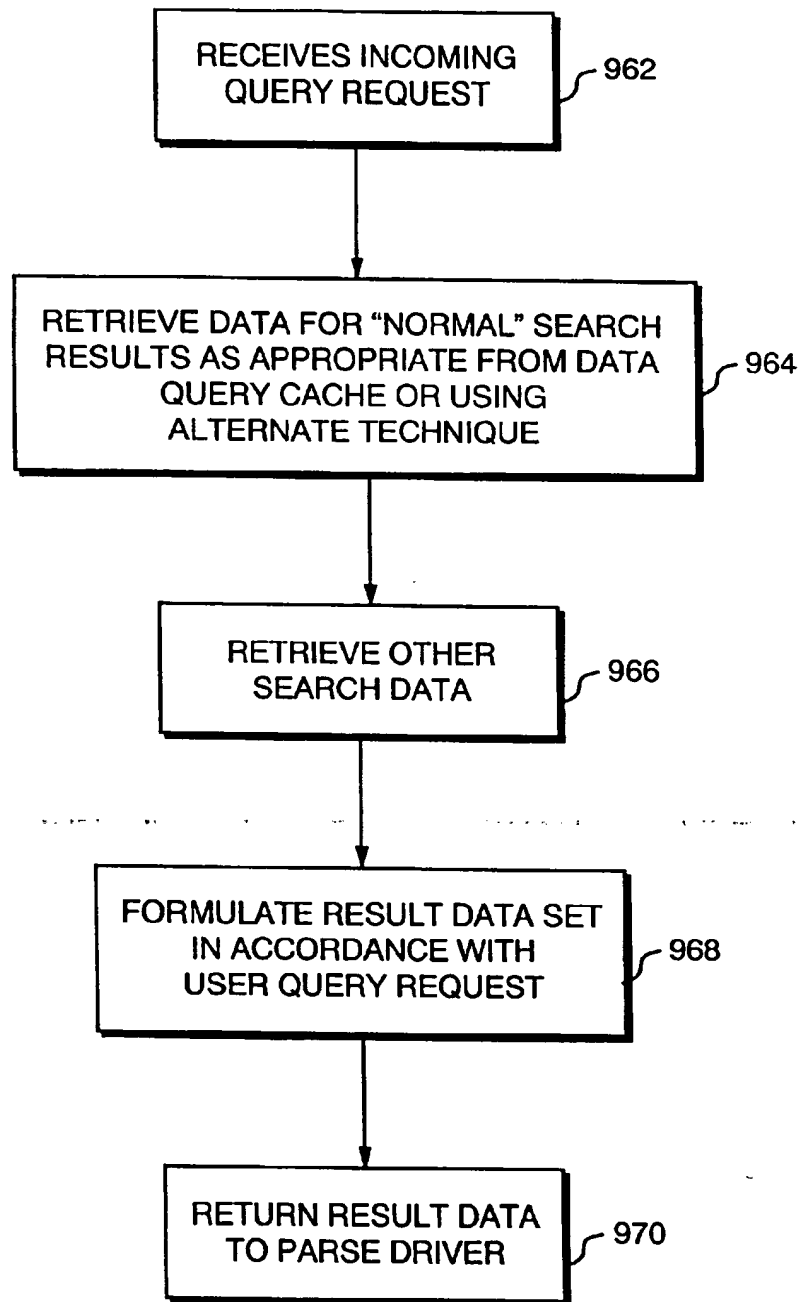 RECEIVES INCOMING
QUERY REQUEST
962
RETRIEVE DATA FOR "NORMAL" SEARCH
RESULTS AS APPROPRIATE FROM DATA
QUERY CACHE OR USING
ALTERNATE TECHNIQUE
964
RETRIEVE OTHER
SEARCH DATA
966
FORMULATE RESULT DATA SET
IN ACCORDANCE WITH
USER QUERY REQUEST
968
RETURN RESULT DATA
TO PARSE DRIVER
970